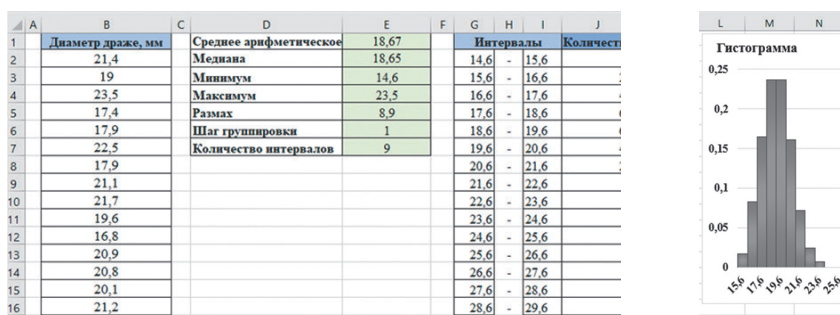 A B C D E F G H I J L M N
1 Диаметр драже, мм Среднее арифметическое 18,67 Интервалы
2 21,4 Медиана 18,65 14,6 - 15,6
3 19 Минимум 14,6 15,6 - 16,6
4 23,5 Максимум 23,5 16,6 - 17,6
5 17,4 Размах 8,9 17,6 - 18,6
6 17,9 Шаг группировки 1 18,6 - 19,6
7 22,5 Количество интервалов 9 19,6 - 20,6
8 17,9 20,6 - 21,6
9 21,1 21,6 - 22,6
10 21,7 22,6 - 23,6
11 19,6 23,6 - 24,6
12 16,8 24,6 - 25,6
13 20,9 25,6 - 26,6
14 20,8 26,6 - 27,6
15 20,1 27,6 - 28,6
16 21,2 28,6 - 29,6
Гистограмма
0,25
0,2
0,15
0,1
0,05
0
15,6 17,6 19,6 21,6 23,6 25,6